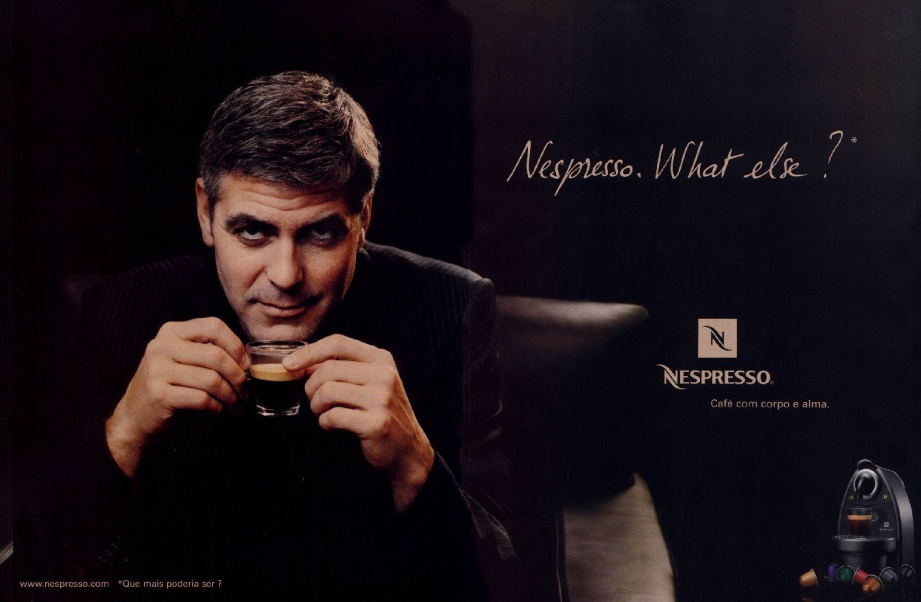 Nespresso. What else ?*
N
NESPRESSO®
Café com corpo e alma.
www.nespresso.com *Que mais poderia ser ?